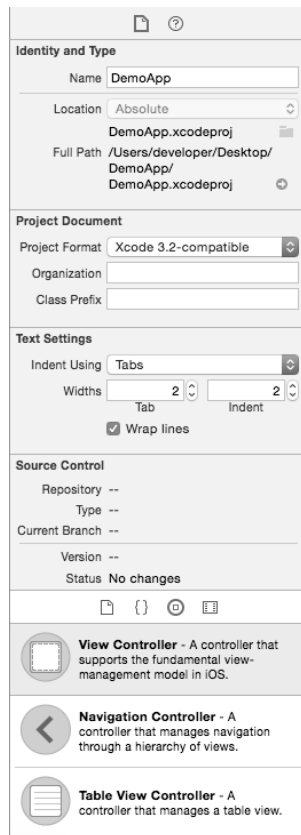 Identity and Type
Name DemoApp
Location Absolute
DemoApp.xcodeproj
Full Path /Users/developer/Desktop/
DemoApp/
DemoApp.xcodeproj
Project Document
Project Format Xcode 3.2-compatible
Organization
Class Prefix
Text Settings
Indent Using Tabs
Widths 2 2
Tab Indent
Wrap lines
Source Control
Repository --
Type --
Current Branch --
Version --
Status No changes
{}
View Controller - A controller that
supports the fundamental view-
management model in iOS.
Navigation Controller - A
controller that manages navigation
through a hierarchy of views.
Table View Controller - A
controller that manages a table view.